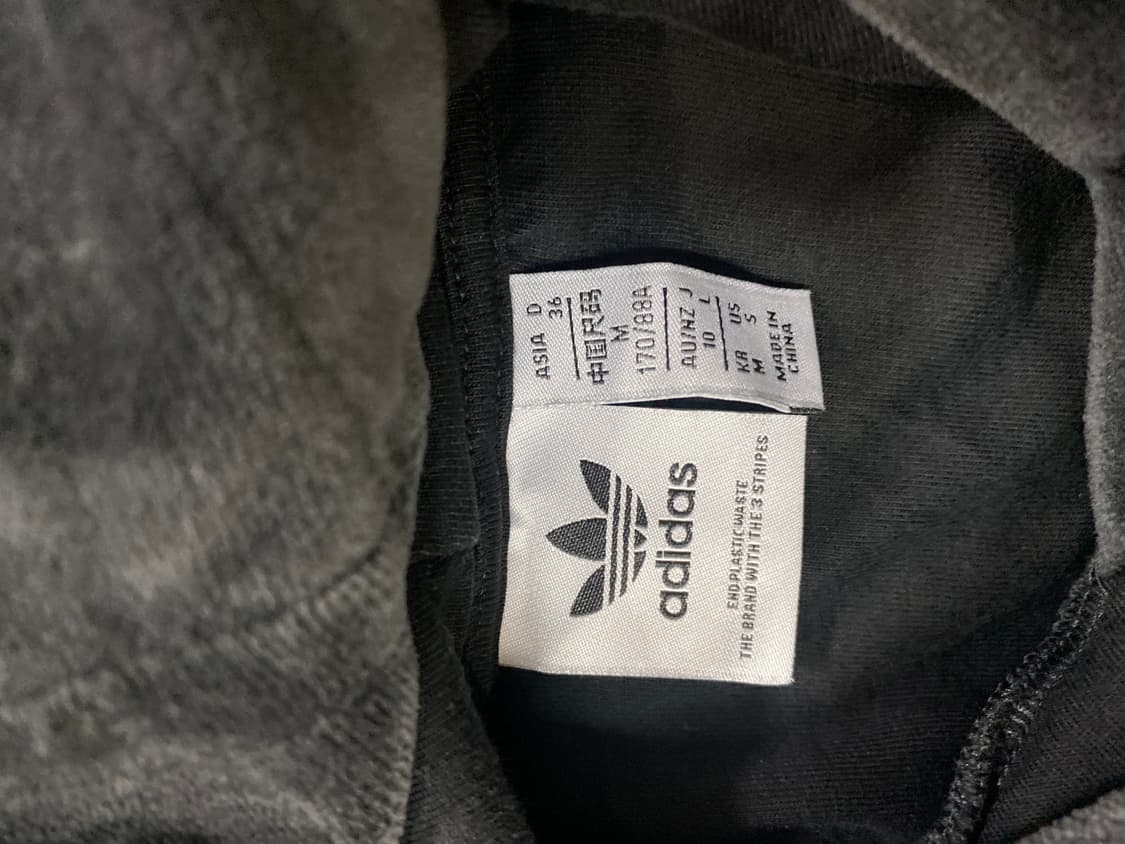 ASIA D
36
中国尺码
M
170/88A
AU/NZ J
10 L
KR US
M S
MADE IN
CHINA
adidas
END PLASTIC WASTE
THE BRAND WITH THE 3 STRIPES